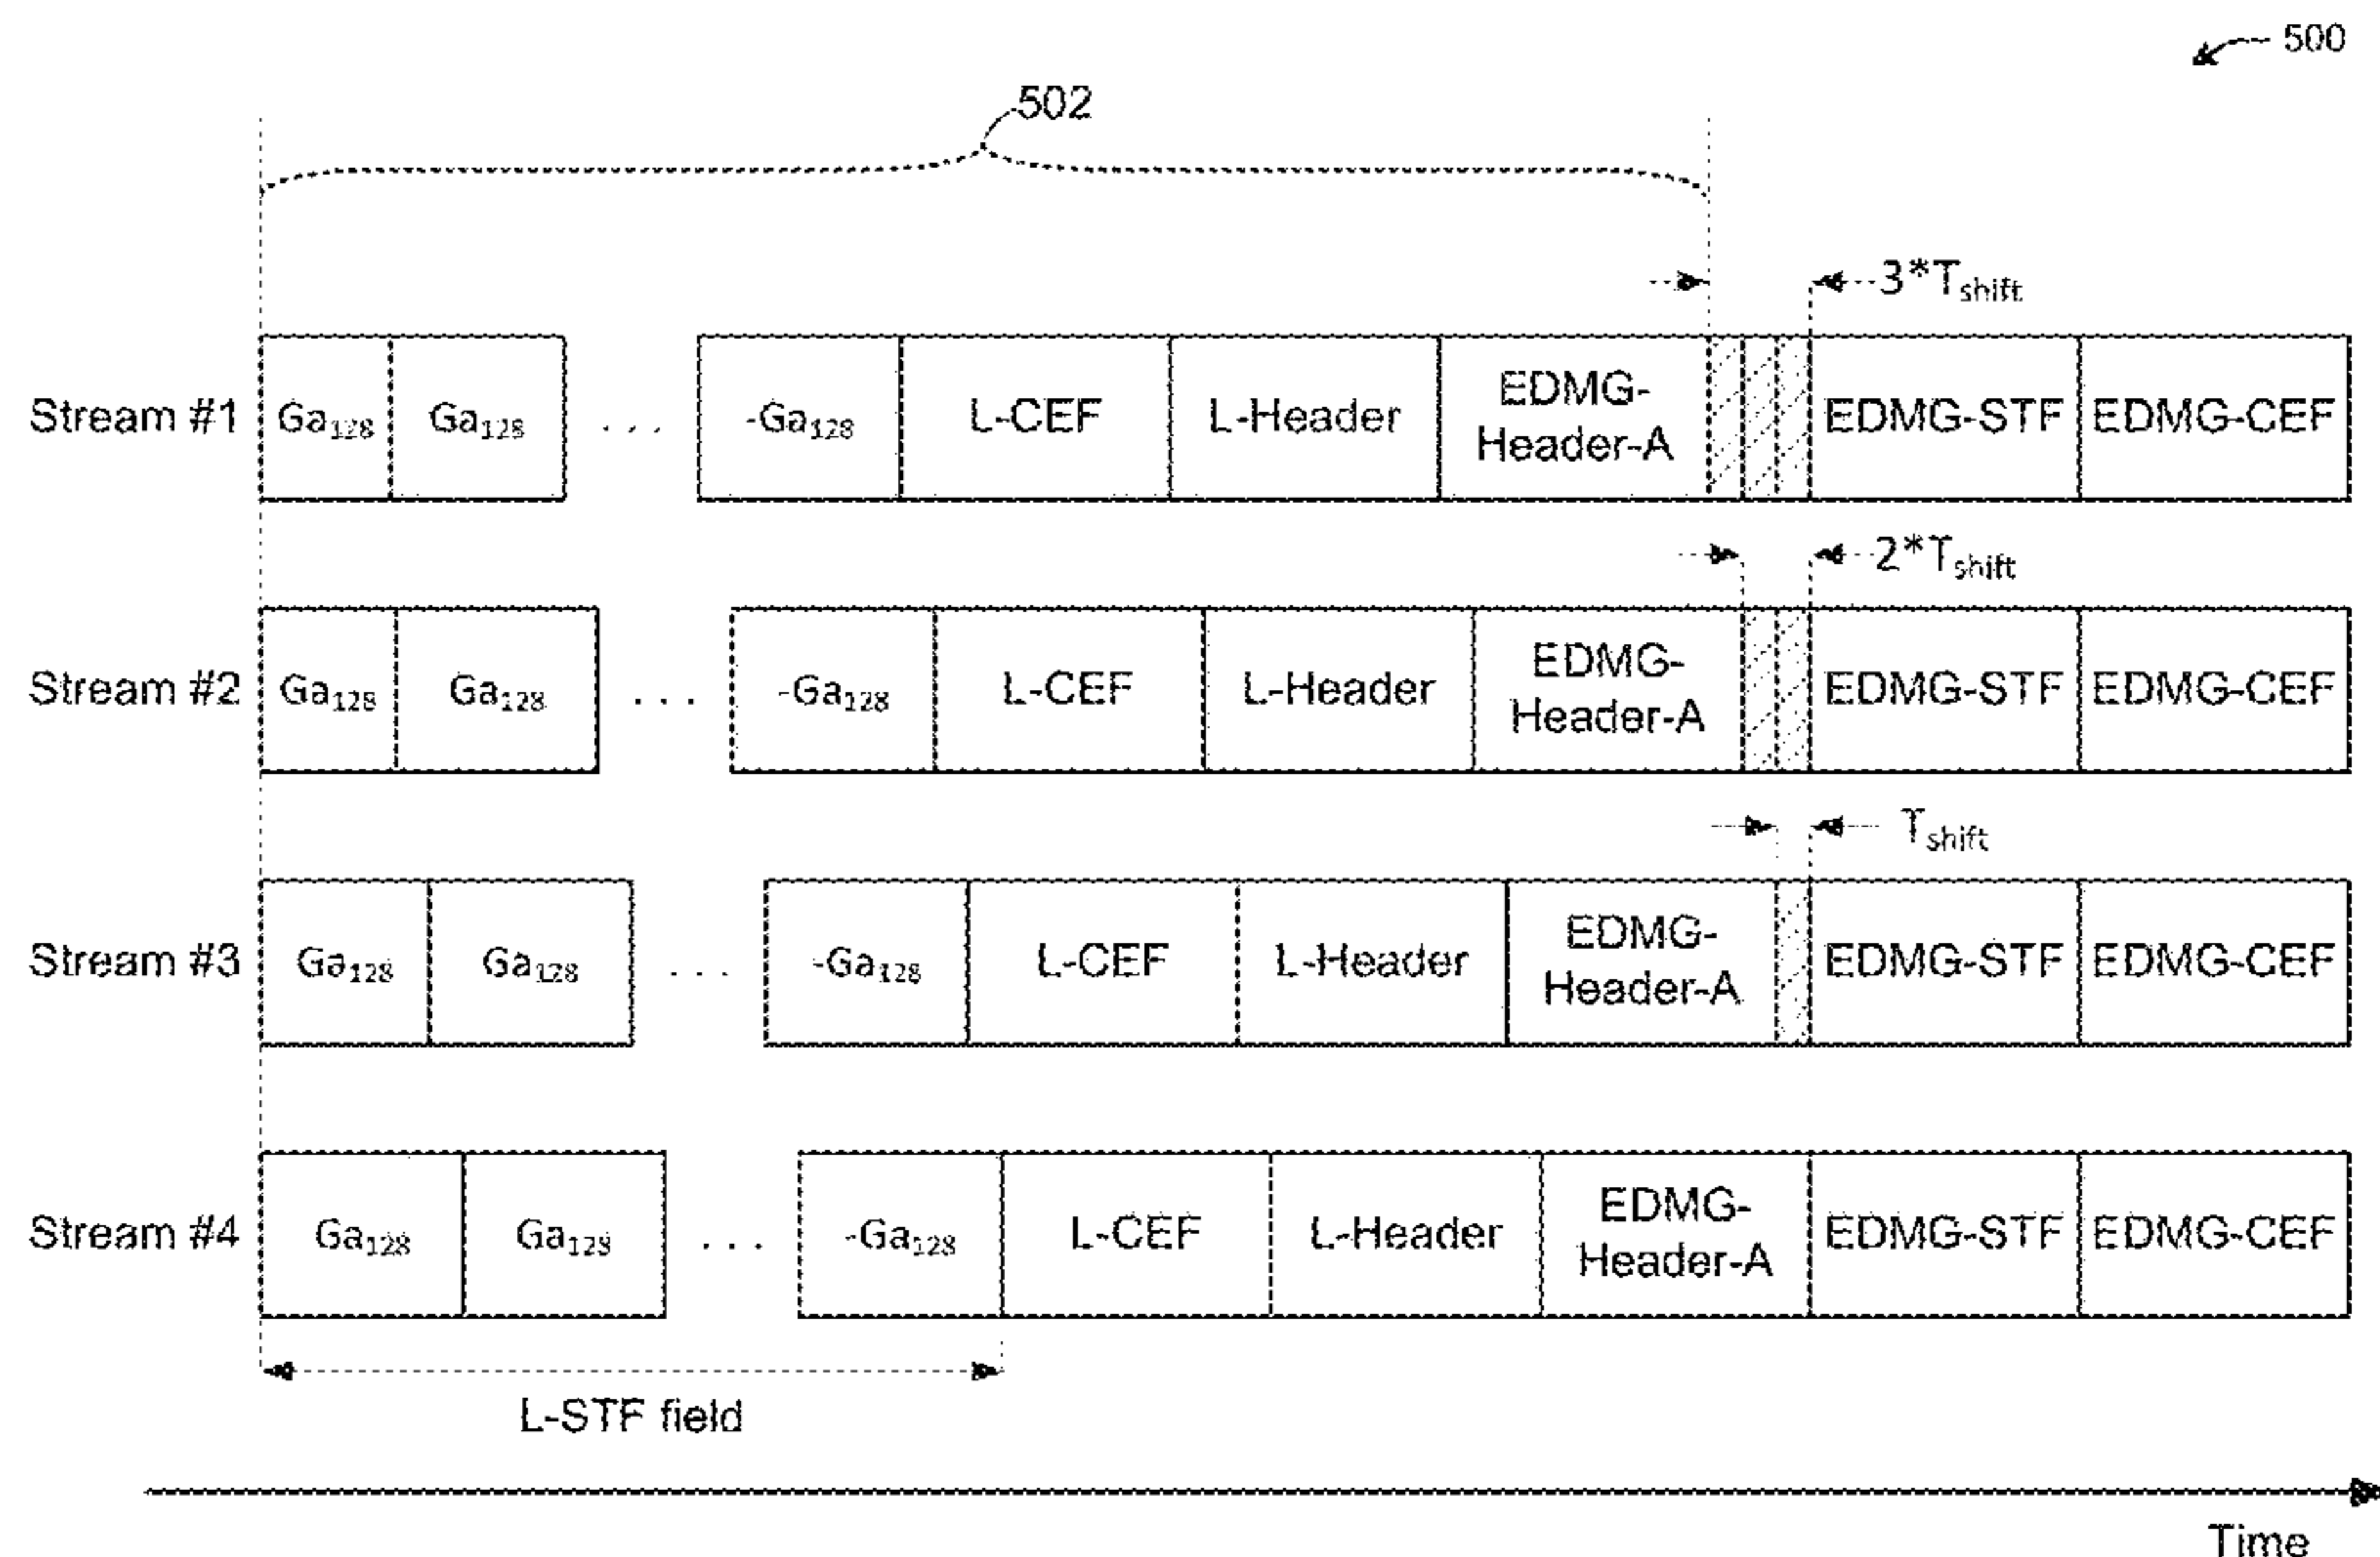 500
502
3*Tshift
Stream #1 Ga128 Ga128 ... -Ga128 L-CEF L-Header EDMG-Header-A EDMG-STF EDMG-CEF
2*Tshift
Stream #2 Ga128 Ga128 ... -Ga128 L-CEF L-Header EDMG-Header-A EDMG-STF EDMG-CEF
Tshift
Stream #3 Ga128 Ga128 ... -Ga128 L-CEF L-Header EDMG-Header-A EDMG-STF EDMG-CEF
Stream #4 Ga128 Ga128 ... -Ga128 L-CEF L-Header EDMG-Header-A EDMG-STF EDMG-CEF
L-STF field
Time